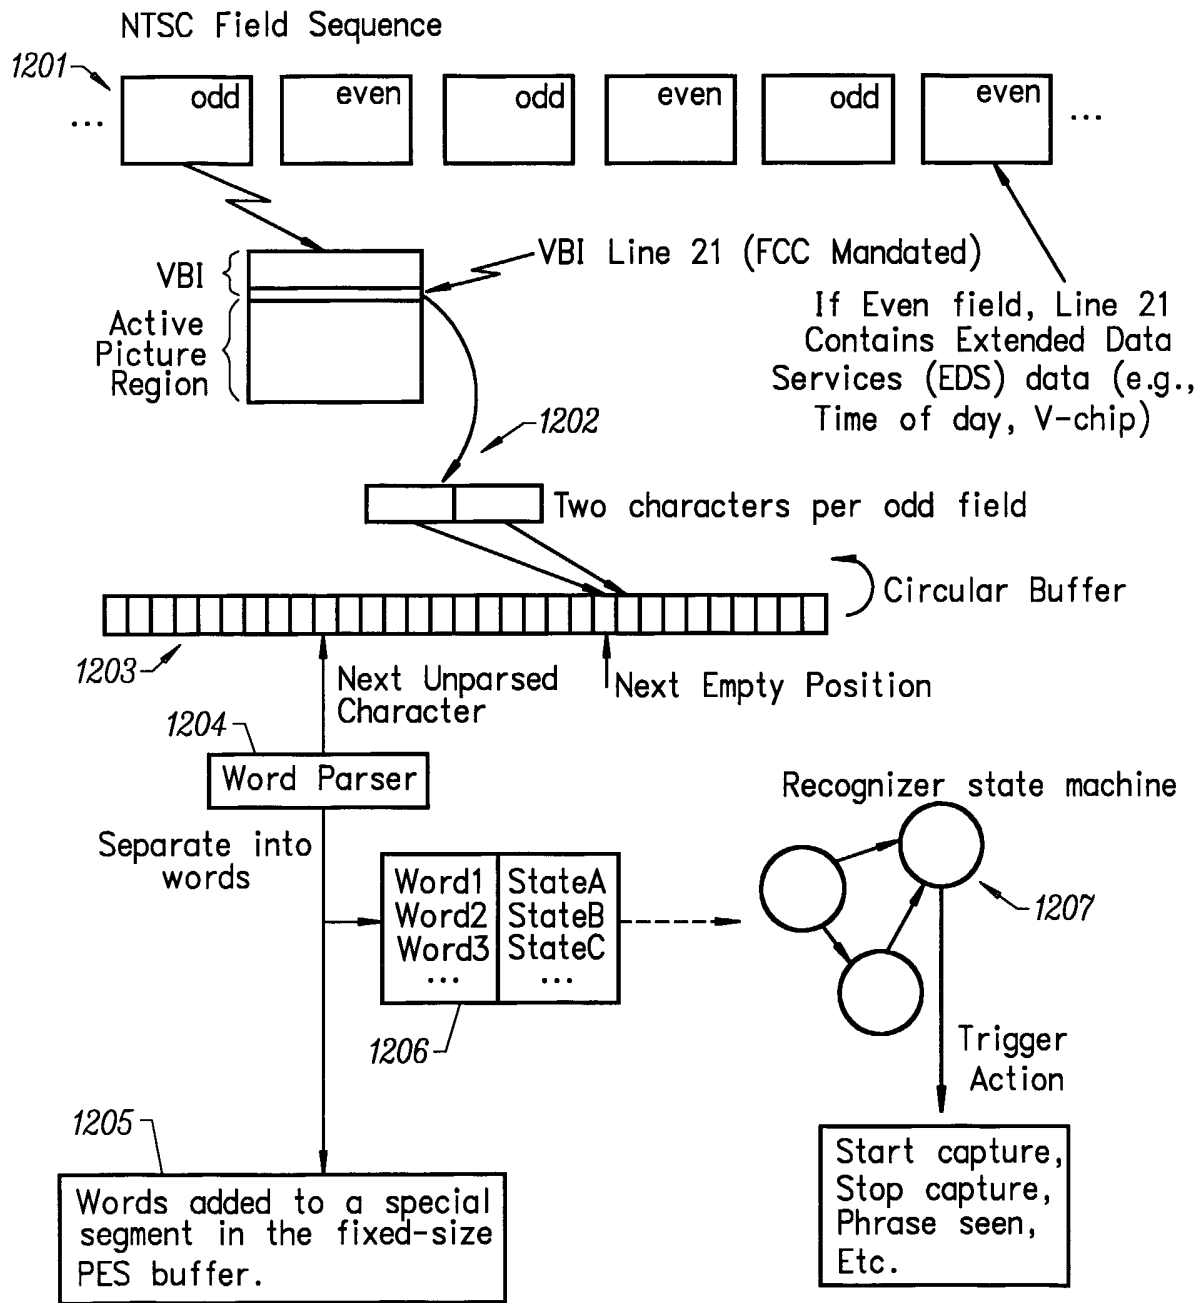 NTSC Field Sequence
1201
... odd even odd even odd even ...
VBI
VBI Line 21 (FCC Mandated)
Active
Picture
Region
If Even field, Line 21
Contains Extended Data
Services (EDS) data (e.g.,
Time of day, V-chip)
1202
Two characters per odd field
Circular Buffer
1203
Next Unparsed
Character
Next Empty Position
1204
Word Parser
Separate into
words
Recognizer state machine
Word1 StateA
Word2 StateB
Word3 StateC
... ...
1206
1207
Trigger
Action
1205
Words added to a special
segment in the fixed-size
PES buffer.
Start capture,
Stop capture,
Phrase seen,
Etc.